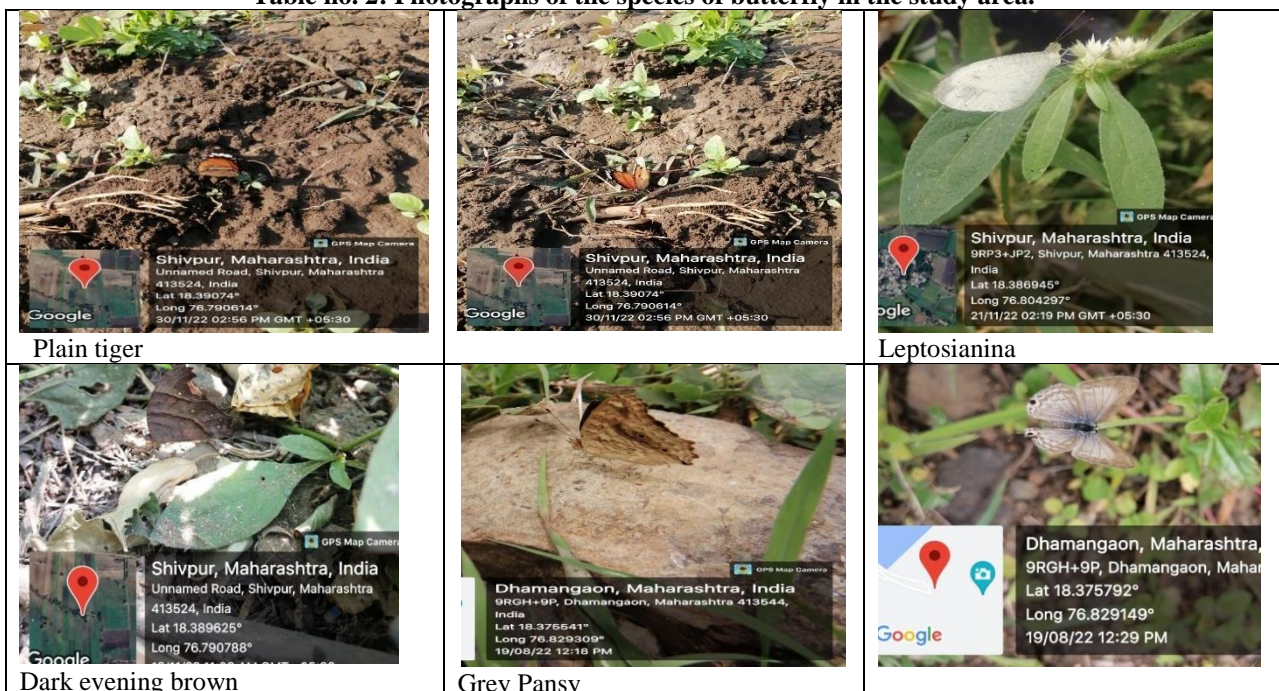 Table no. 2: Photographs of the species of butterfly in the study area.
GPS Map Camera
Shivpur, Maharashtra, India
Unnamed Road, Shivpur, Maharashtra
413524, India
Lat 18.39074°
Long 76.790614°
30/11/22 02:56 PM GMT +05:30
Google
Plain tiger
GPS Map Camera
Shivpur, Maharashtra, India
Unnamed Road, Shivpur, Maharashtra
413524, India
Lat 18.39074°
Long 76.790614°
30/11/22 02:56 PM GMT +05:30
Google
GPS Map Camera
Shivpur, Maharashtra, India
9RP3+JP2, Shivpur, Maharashtra 413524,
India
Lat 18.386945°
Long 76.804297°
21/11/22 02:19 PM GMT +05:30
ogle
Leptosianina
GPS Map Camera
Shivpur, Maharashtra, India
Unnamed Road, Shivpur, Maharashtra
413524, India
Lat 18.389625°
Long 76.790788°
Google
Dark evening brown
GPS Map Camera
Dhamangaon, Maharashtra, India
9RGH+9P, Dhamangaon, Maharashtra 413544,
India
Lat 18.375541°
Long 76.829309°
19/08/22 12:18 PM
Grey Pansy
Dhamangaon, Maharashtra,
9RGH+9P, Dhamangaon, Mahar
Lat 18.375792°
Long 76.829149°
19/08/22 12:29 PM
Google